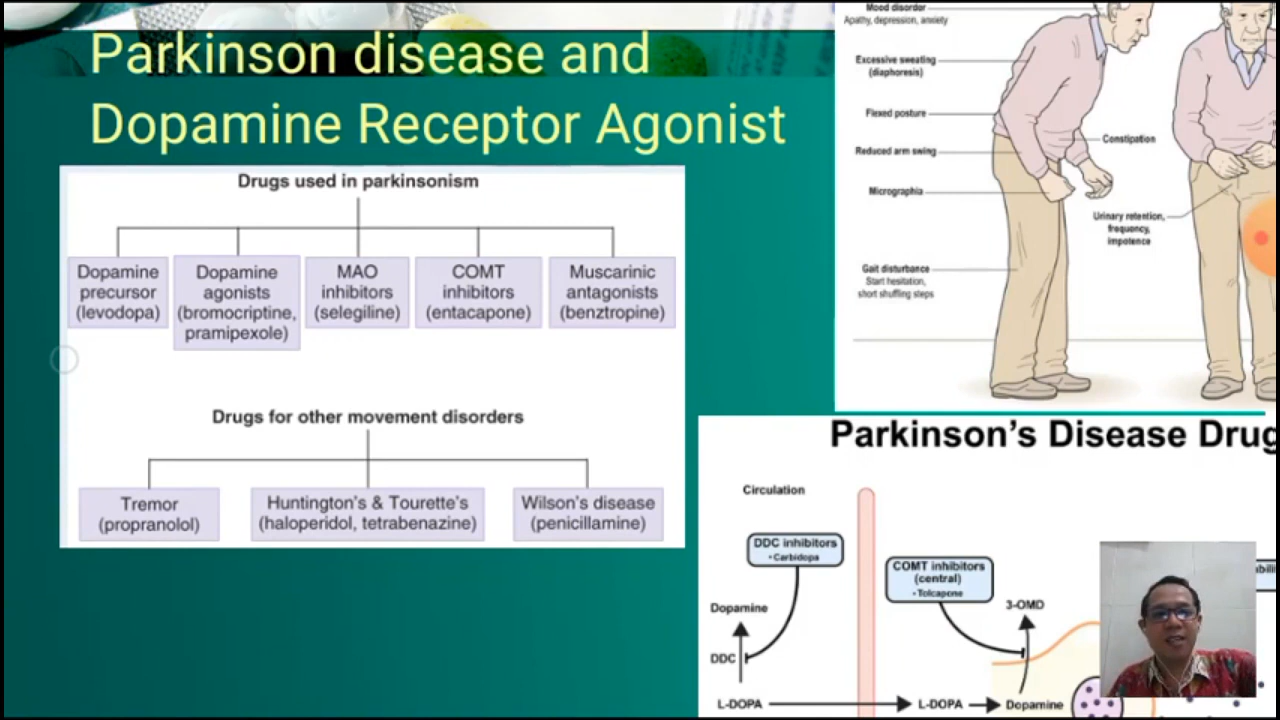 Parkinson disease and
Dopamine Receptor Agonist
Drugs used in parkinsonism
Dopamine
precursor
(levodopa)
Dopamine
agonists
(bromocriptine,
pramipexole)
MAO
inhibitors
(selegiline)
COMT
inhibitors
(entacapone)
Muscarinic
antagonists
(benztropine)
Drugs for other movement disorders
Tremor
(propranolol)
Huntington's & Tourette's
(haloperidol, tetrabenazine)
Wilson's disease
(penicillamine)
Mood disorder
Apathy, depression, anxiety
Excessive sweating
(diaphoresis)
Flexed posture
Reduced arm swing
Micrographia
Gait disturbance
Start hesitation,
short shuffling steps
Constipation
Urinary retention,
frequency,
impotence
Parkinson's Disease Drug
Circulation
DDC inhibitors
• Carbidopa
COMT inhibitors
(central)
• Tolcapone
Dopamine
3-OMD
DDC
L-DOPA
L-DOPA
Dopamine